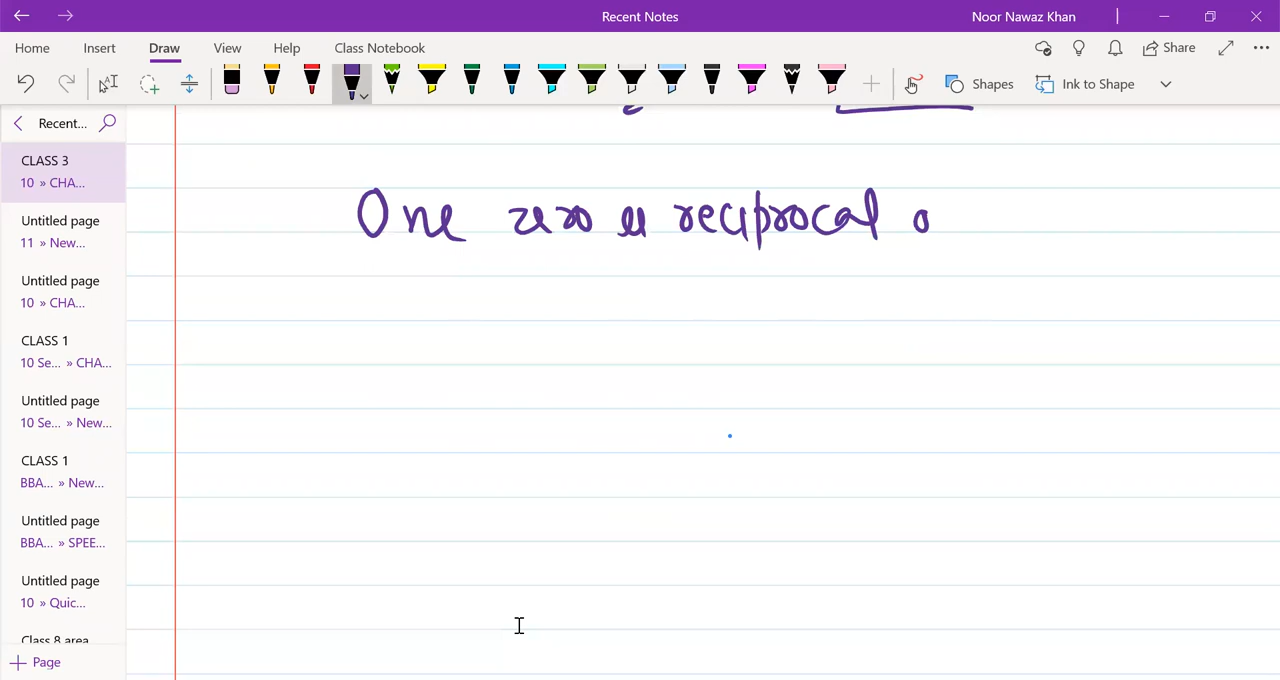 Recent Notes
Noor Nawaz Khan
Home Insert Draw View Help Class Notebook Share
Shapes Ink to Shape
Recent...
CLASS 3
10 » CHA...
Untitled page
11 » New...
Untitled page
10 » CHA...
CLASS 1
10 Se... » CHA...
Untitled page
10 Se... » New...
CLASS 1
BBA... » New...
Untitled page
BBA... » SPEE...
Untitled page
10 » Quic...
Class 8 area
Page
One zero is reciprocal o